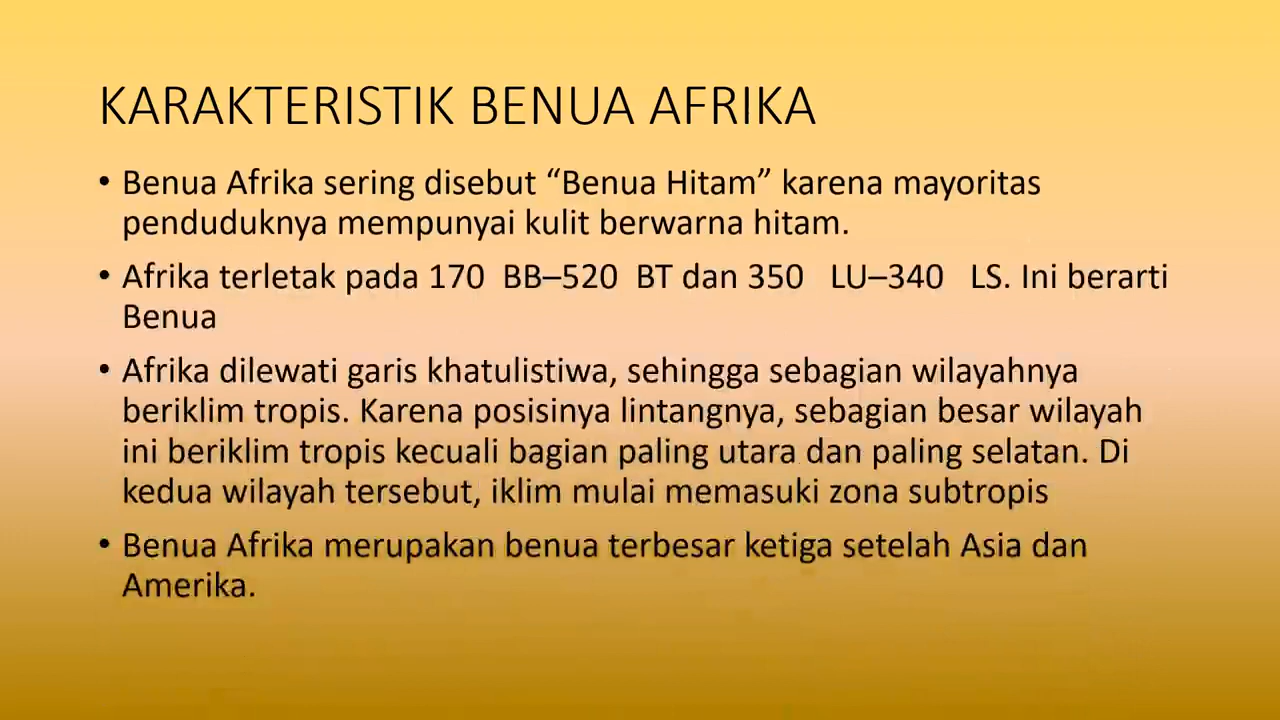 KARAKTERISTIK BENUA AFRIKA
• Benua Afrika sering disebut “Benua Hitam” karena mayoritas
penduduknya mempunyai kulit berwarna hitam.
• Afrika terletak pada 170 BB–520 BT dan 350 LU–340 LS. Ini berarti
Benua
• Afrika dilewati garis khatulistiwa, sehingga sebagian wilayahnya
beriklim tropis. Karena posisinya lintangnya, sebagian besar wilayah
ini beriklim tropis kecuali bagian paling utara dan paling selatan. Di
kedua wilayah tersebut, iklim mulai memasuki zona subtropis
• Benua Afrika merupakan benua terbesar ketiga setelah Asia dan
Amerika.